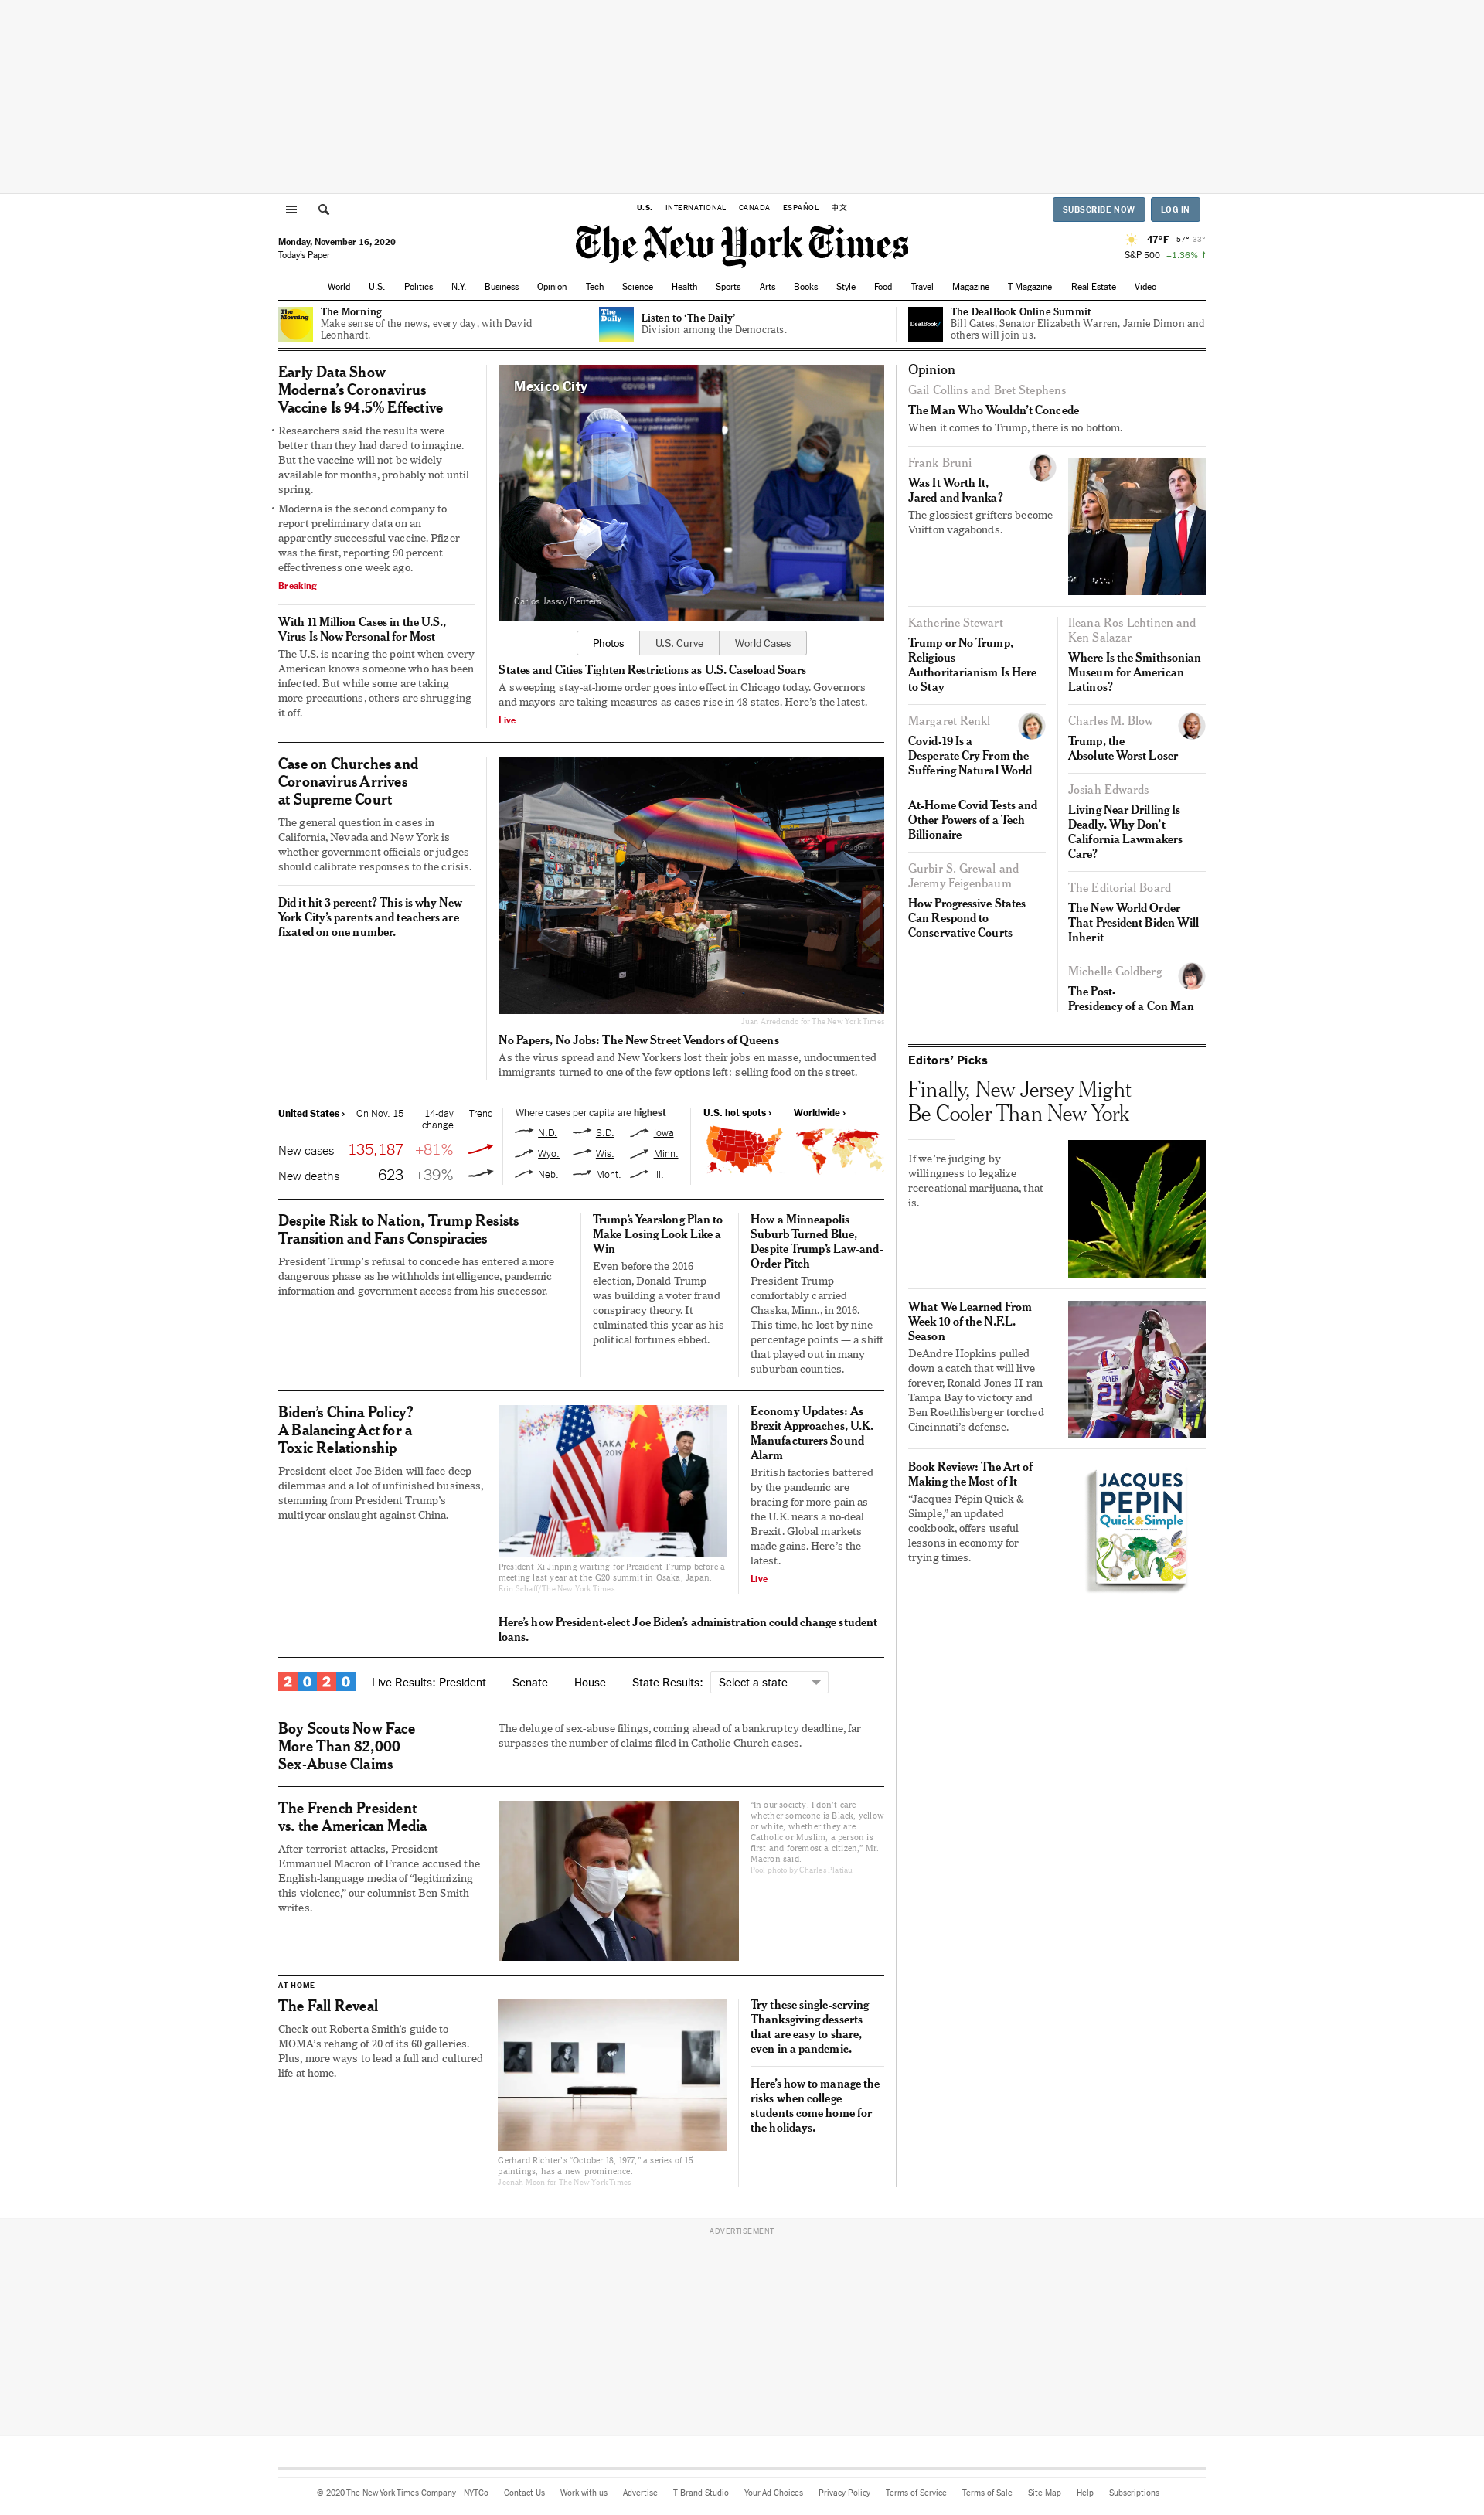 U.S. INTERNATIONAL CANADA ESPAÑOL 中文
SUBSCRIBE NOW LOG IN
Monday, November 16, 2020
Today's Paper
The New York Times
47°F 57° 33°
S&P 500 +1.36% ↑
World U.S. Politics N.Y. Business Opinion Tech Science Health Sports Arts Books Style Food Travel Magazine T Magazine Real Estate Video
The Morning
The Morning
Make sense of the news, every day, with David
Leonhardt.
The Daily
Listen to ‘The Daily’
Division among the Democrats.
DealBook/
The DealBook Online Summit
Bill Gates, Senator Elizabeth Warren, Jamie Dimon and
others will join us.
Early Data Show
Moderna’s Coronavirus
Vaccine Is 94.5% Effective
• Researchers said the results were
better than they had dared to imagine.
But the vaccine will not be widely
available for months, probably not until
spring.
• Moderna is the second company to
report preliminary data on an
apparently successful vaccine. Pfizer
was the first, reporting 90 percent
effectiveness one week ago.
Breaking
With 11 Million Cases in the U.S.,
Virus Is Now Personal for Most
The U.S. is nearing the point when every
American knows someone who has been
infected. But while some are taking
more precautions, others are shrugging
it off.
Mexico City
COVID-19
Carlos Jasso/Reuters
Photos U.S. Curve World Cases
States and Cities Tighten Restrictions as U.S. Caseload Soars
A sweeping stay-at-home order goes into effect in Chicago today. Governors
and mayors are taking measures as cases rise in 48 states. Here’s the latest.
Live
Case on Churches and
Coronavirus Arrives
at Supreme Court
The general question in cases in
California, Nevada and New York is
whether government officials or judges
should calibrate responses to the crisis.
Did it hit 3 percent? This is why New
York City’s parents and teachers are
fixated on one number.
Juan Arredondo for The New York Times
No Papers, No Jobs: The New Street Vendors of Queens
As the virus spread and New Yorkers lost their jobs en masse, undocumented
immigrants turned to one of the few options left: selling food on the street.
United States › On Nov. 15 14-day change Trend
New cases 135,187 +81%
New deaths 623 +39%
Where cases per capita are highest
N.D. S.D. Iowa
Wyo. Wis. Minn.
Neb. Mont. Ill.
U.S. hot spots › Worldwide ›
Despite Risk to Nation, Trump Resists
Transition and Fans Conspiracies
President Trump’s refusal to concede has entered a more
dangerous phase as he withholds intelligence, pandemic
information and government access from his successor.
Trump’s Yearslong Plan to
Make Losing Look Like a
Win
Even before the 2016
election, Donald Trump
was building a voter fraud
conspiracy theory. It
culminated this year as his
political fortunes ebbed.
How a Minneapolis
Suburb Turned Blue,
Despite Trump’s Law-and-
Order Pitch
President Trump
comfortably carried
Chaska, Minn., in 2016.
This time, he lost by nine
percentage points — a shift
that played out in many
suburban counties.
Biden’s China Policy?
A Balancing Act for a
Toxic Relationship
President-elect Joe Biden will face deep
dilemmas and a lot of unfinished business,
stemming from President Trump’s
multiyear onslaught against China.
OSAKA SUMMIT
2019
President Xi Jinping waiting for President Trump before a
meeting last year at the G20 summit in Osaka, Japan.
Erin Schaff/The New York Times
Economy Updates: As
Brexit Approaches, U.K.
Manufacturers Sound
Alarm
British factories battered
by the pandemic are
bracing for more pain as
the U.K. nears a no-deal
Brexit. Global markets
made gains. Here’s the
latest.
Live
Here’s how President-elect Joe Biden’s administration could change student
loans.
2020 Live Results: President Senate House State Results: Select a state
Boy Scouts Now Face
More Than 82,000
Sex-Abuse Claims
The deluge of sex-abuse filings, coming ahead of a bankruptcy deadline, far
surpasses the number of claims filed in Catholic Church cases.
The French President
vs. the American Media
After terrorist attacks, President
Emmanuel Macron of France accused the
English-language media of “legitimizing
this violence,” our columnist Ben Smith
writes.
“In our society, I don’t care
whether someone is Black, yellow
or white, whether they are
Catholic or Muslim, a person is
first and foremost a citizen,” Mr.
Macron said.
Pool photo by Charles Platiau
AT HOME
The Fall Reveal
Check out Roberta Smith’s guide to
MOMA’s rehang of 20 of its 60 galleries.
Plus, more ways to lead a full and cultured
life at home.
Gerhard Richter’s “October 18, 1977,” a series of 15
paintings, has a new prominence.
Jeenah Moon for The New York Times
Try these single-serving
Thanksgiving desserts
that are easy to share,
even in a pandemic.
Here’s how to manage the
risks when college
students come home for
the holidays.
Opinion
Gail Collins and Bret Stephens
The Man Who Wouldn’t Concede
When it comes to Trump, there is no bottom.
Frank Bruni
Was It Worth It,
Jared and Ivanka?
The glossiest grifters become
Vuitton vagabonds.
Katherine Stewart
Trump or No Trump,
Religious
Authoritarianism Is Here
to Stay
Margaret Renkl
Covid-19 Is a
Desperate Cry From the
Suffering Natural World
At-Home Covid Tests and
Other Powers of a Tech
Billionaire
Gurbir S. Grewal and
Jeremy Feigenbaum
How Progressive States
Can Respond to
Conservative Courts
Ileana Ros-Lehtinen and
Ken Salazar
Where Is the Smithsonian
Museum for American
Latinos?
Charles M. Blow
Trump, the
Absolute Worst Loser
Josiah Edwards
Living Near Drilling Is
Deadly. Why Don’t
California Lawmakers
Care?
The Editorial Board
The New World Order
That President Biden Will
Inherit
Michelle Goldberg
The Post-
Presidency of a Con Man
Editors’ Picks
Finally, New Jersey Might
Be Cooler Than New York
If we’re judging by
willingness to legalize
recreational marijuana, that
is.
What We Learned From
Week 10 of the N.F.L.
Season
DeAndre Hopkins pulled
down a catch that will live
forever, Ronald Jones II ran
Tampa Bay to victory and
Ben Roethlisberger torched
Cincinnati’s defense.
POYER
21
Book Review: The Art of
Making the Most of It
“Jacques Pépin Quick &
Simple,” an updated
cookbook, offers useful
lessons in economy for
trying times.
JACQUES
PÉPIN
Quick & Simple
ADVERTISEMENT
© 2020 The New York Times Company NYTCo Contact Us Work with us Advertise T Brand Studio Your Ad Choices Privacy Policy Terms of Service Terms of Sale Site Map Help Subscriptions